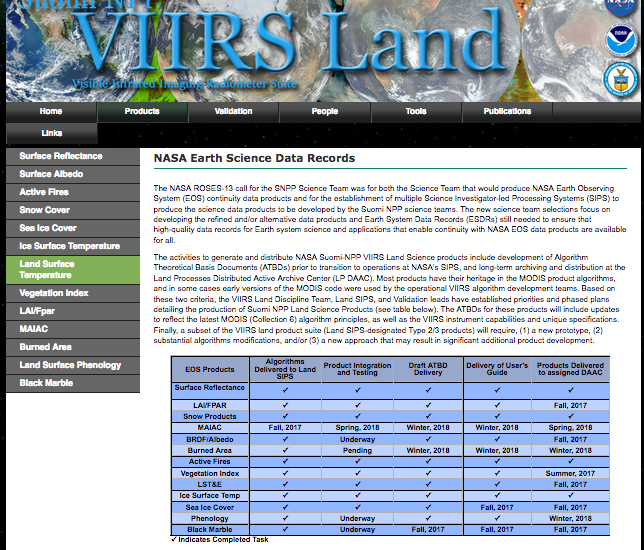 Suomi NPP
VIIRS Land
Visible Infrared Imaging Radiometer Suite
NASA
NOAA
Home Products Validation People Tools Publications
Links
Surface Reflectance
Surface Albedo
Active Fires
Snow Cover
Sea Ice Cover
Ice Surface Temperature
Land Surface
Temperature
Vegetation Index
LAI/Fpar
MAIAC
Burned Area
Land Surface Phenology
Black Marble
NASA Earth Science Data Records
The NASA ROSES-13 call for the SNPP Science Team was for both the Science Team that would produce NASA Earth Observing
System (EOS) continuity data products and for the establishment of multiple Science Investigator-led Processing Systems (SIPS) to
produce the science data products to be developed by the Suomi NPP science teams. The new science team selections focus on
developing the refined and/or alternative data products and Earth System Data Records (ESDRs) still needed to ensure that
high-quality data records for Earth system science and applications that enable continuity with NASA EOS data products are available
for all.
The activities to generate and distribute NASA Suomi-NPP VIIRS Land Science products include development of Algorithm
Theoretical Basis Documents (ATBDs) prior to transition to operations at NASA's SIPS, and long-term archiving and distribution at the
Land Processes Distributed Active Archive Center (LP DAAC). Most products have their heritage in the MODIS product algorithms,
and in some cases early versions of the MODIS code were used by the operational VIIRS algorithm development teams. Based on
these two criteria, the VIIRS Land Discipline Team, Land SIPS, and Validation leads have established priorities and phased plans
detailing the production of Suomi NPP Land Science Products (see table below). The ATBDs for these products will include updates
to reflect the latest MODIS (Collection 6) algorithm principles, as well as the VIIRS instrument capabilities and unique specifications.
Finally, a subset of the VIIRS land product suite (Land SIPS-designated Type 2/3 products) will require, (1) a new prototype, (2)
substantial algorithms modifications, and/or (3) a new approach that may result in significant additional product development.
EOS Products Algorithms Delivered to Land SIPS Product Integration and Testing Draft ATBD Delivery Delivery of User's Guide Products Delivered to assigned DAAC
Surface Reflectance ✓ ✓ ✓ ✓ ✓
LAI/FPAR ✓ ✓ ✓ ✓ Fall, 2017
Snow Products ✓ ✓ ✓ ✓ ✓
MAIAC Fall, 2017 Spring, 2018 Winter, 2018 Winter, 2018 Spring, 2018
BRDF/Albedo ✓ Underway ✓ ✓ Fall, 2017
Burned Area ✓ Pending Winter, 2018 Winter, 2018 Winter, 2018
Active Fires ✓ ✓ ✓ ✓ ✓
Vegetation Index ✓ ✓ ✓ ✓ Summer, 2017
LST&E ✓ ✓ ✓ ✓ Fall, 2017
Ice Surface Temp ✓ ✓ ✓ ✓ ✓
Sea Ice Cover ✓ ✓ ✓ Fall, 2017 Fall, 2017
Phenology ✓ Underway ✓ ✓ Winter, 2018
Black Marble ✓ Underway Fall, 2017 Fall, 2017 Fall, 2017
✓ Indicates Completed Task